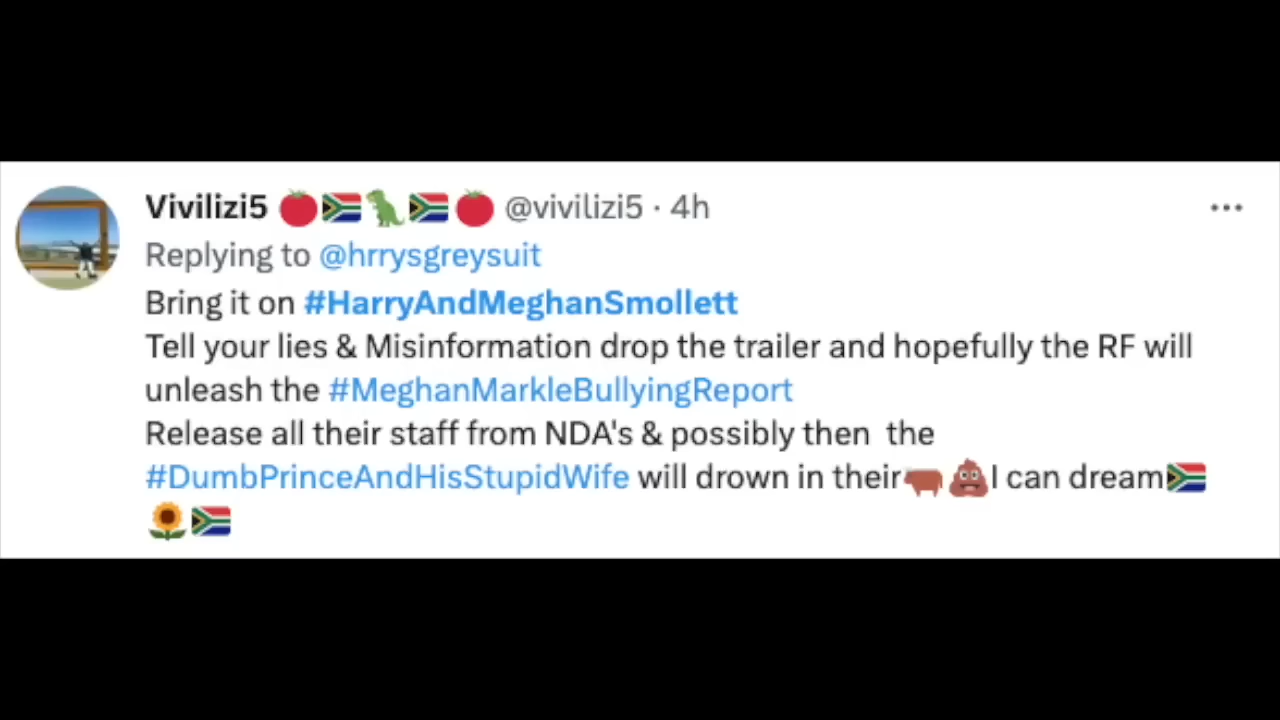 Vivilizi5 🍅🇿🇦🦖🇿🇦🍅 @vivilizi5 · 4h
Replying to @hrrysgreysuit
Bring it on #HarryAndMeghanSmollett
Tell your lies & Misinformation drop the trailer and hopefully the RF will
unleash the #MeghanMarkleBullyingReport
Release all their staff from NDA's & possibly then  the
#DumbPrinceAndHisStupidWife will drown in their🐂💩I can dream🇿🇦
🌻🇿🇦